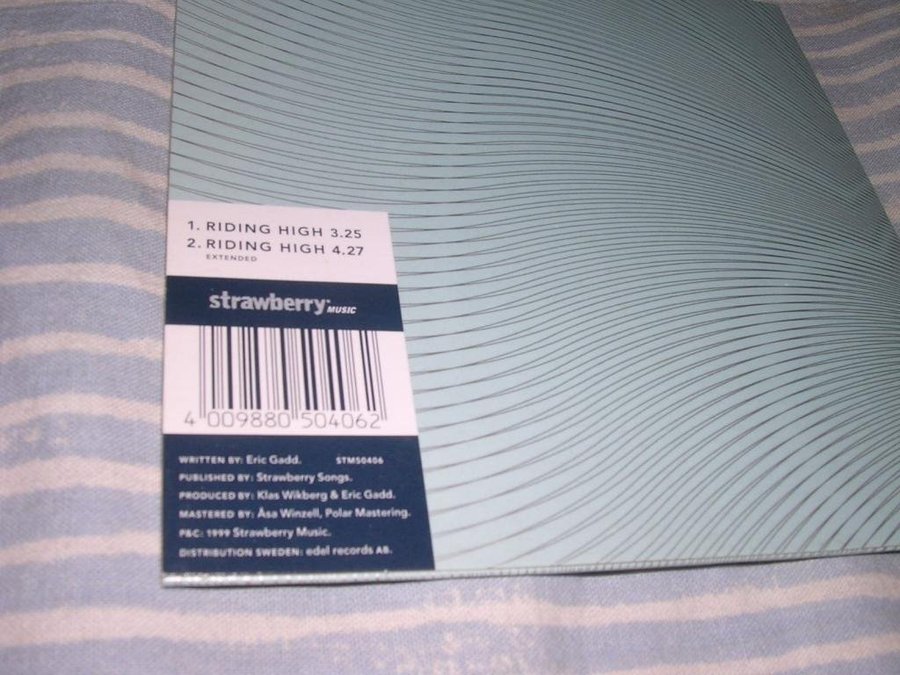 1. RIDING HIGH 3.25
2. RIDING HIGH 4.27
EXTENDED
strawberry MUSIC
4 009880 504062
WRITTEN BY: Eric Gadd. STMS0406
PUBLISHED BY: Strawberry Songs.
PRODUCED BY: Klas Wikberg & Eric Gadd.
MASTERED BY: Åsa Winzell, Polar Mastering.
P&C: 1999 Strawberry Music.
DISTRIBUTION SWEDEN: edel records AB.